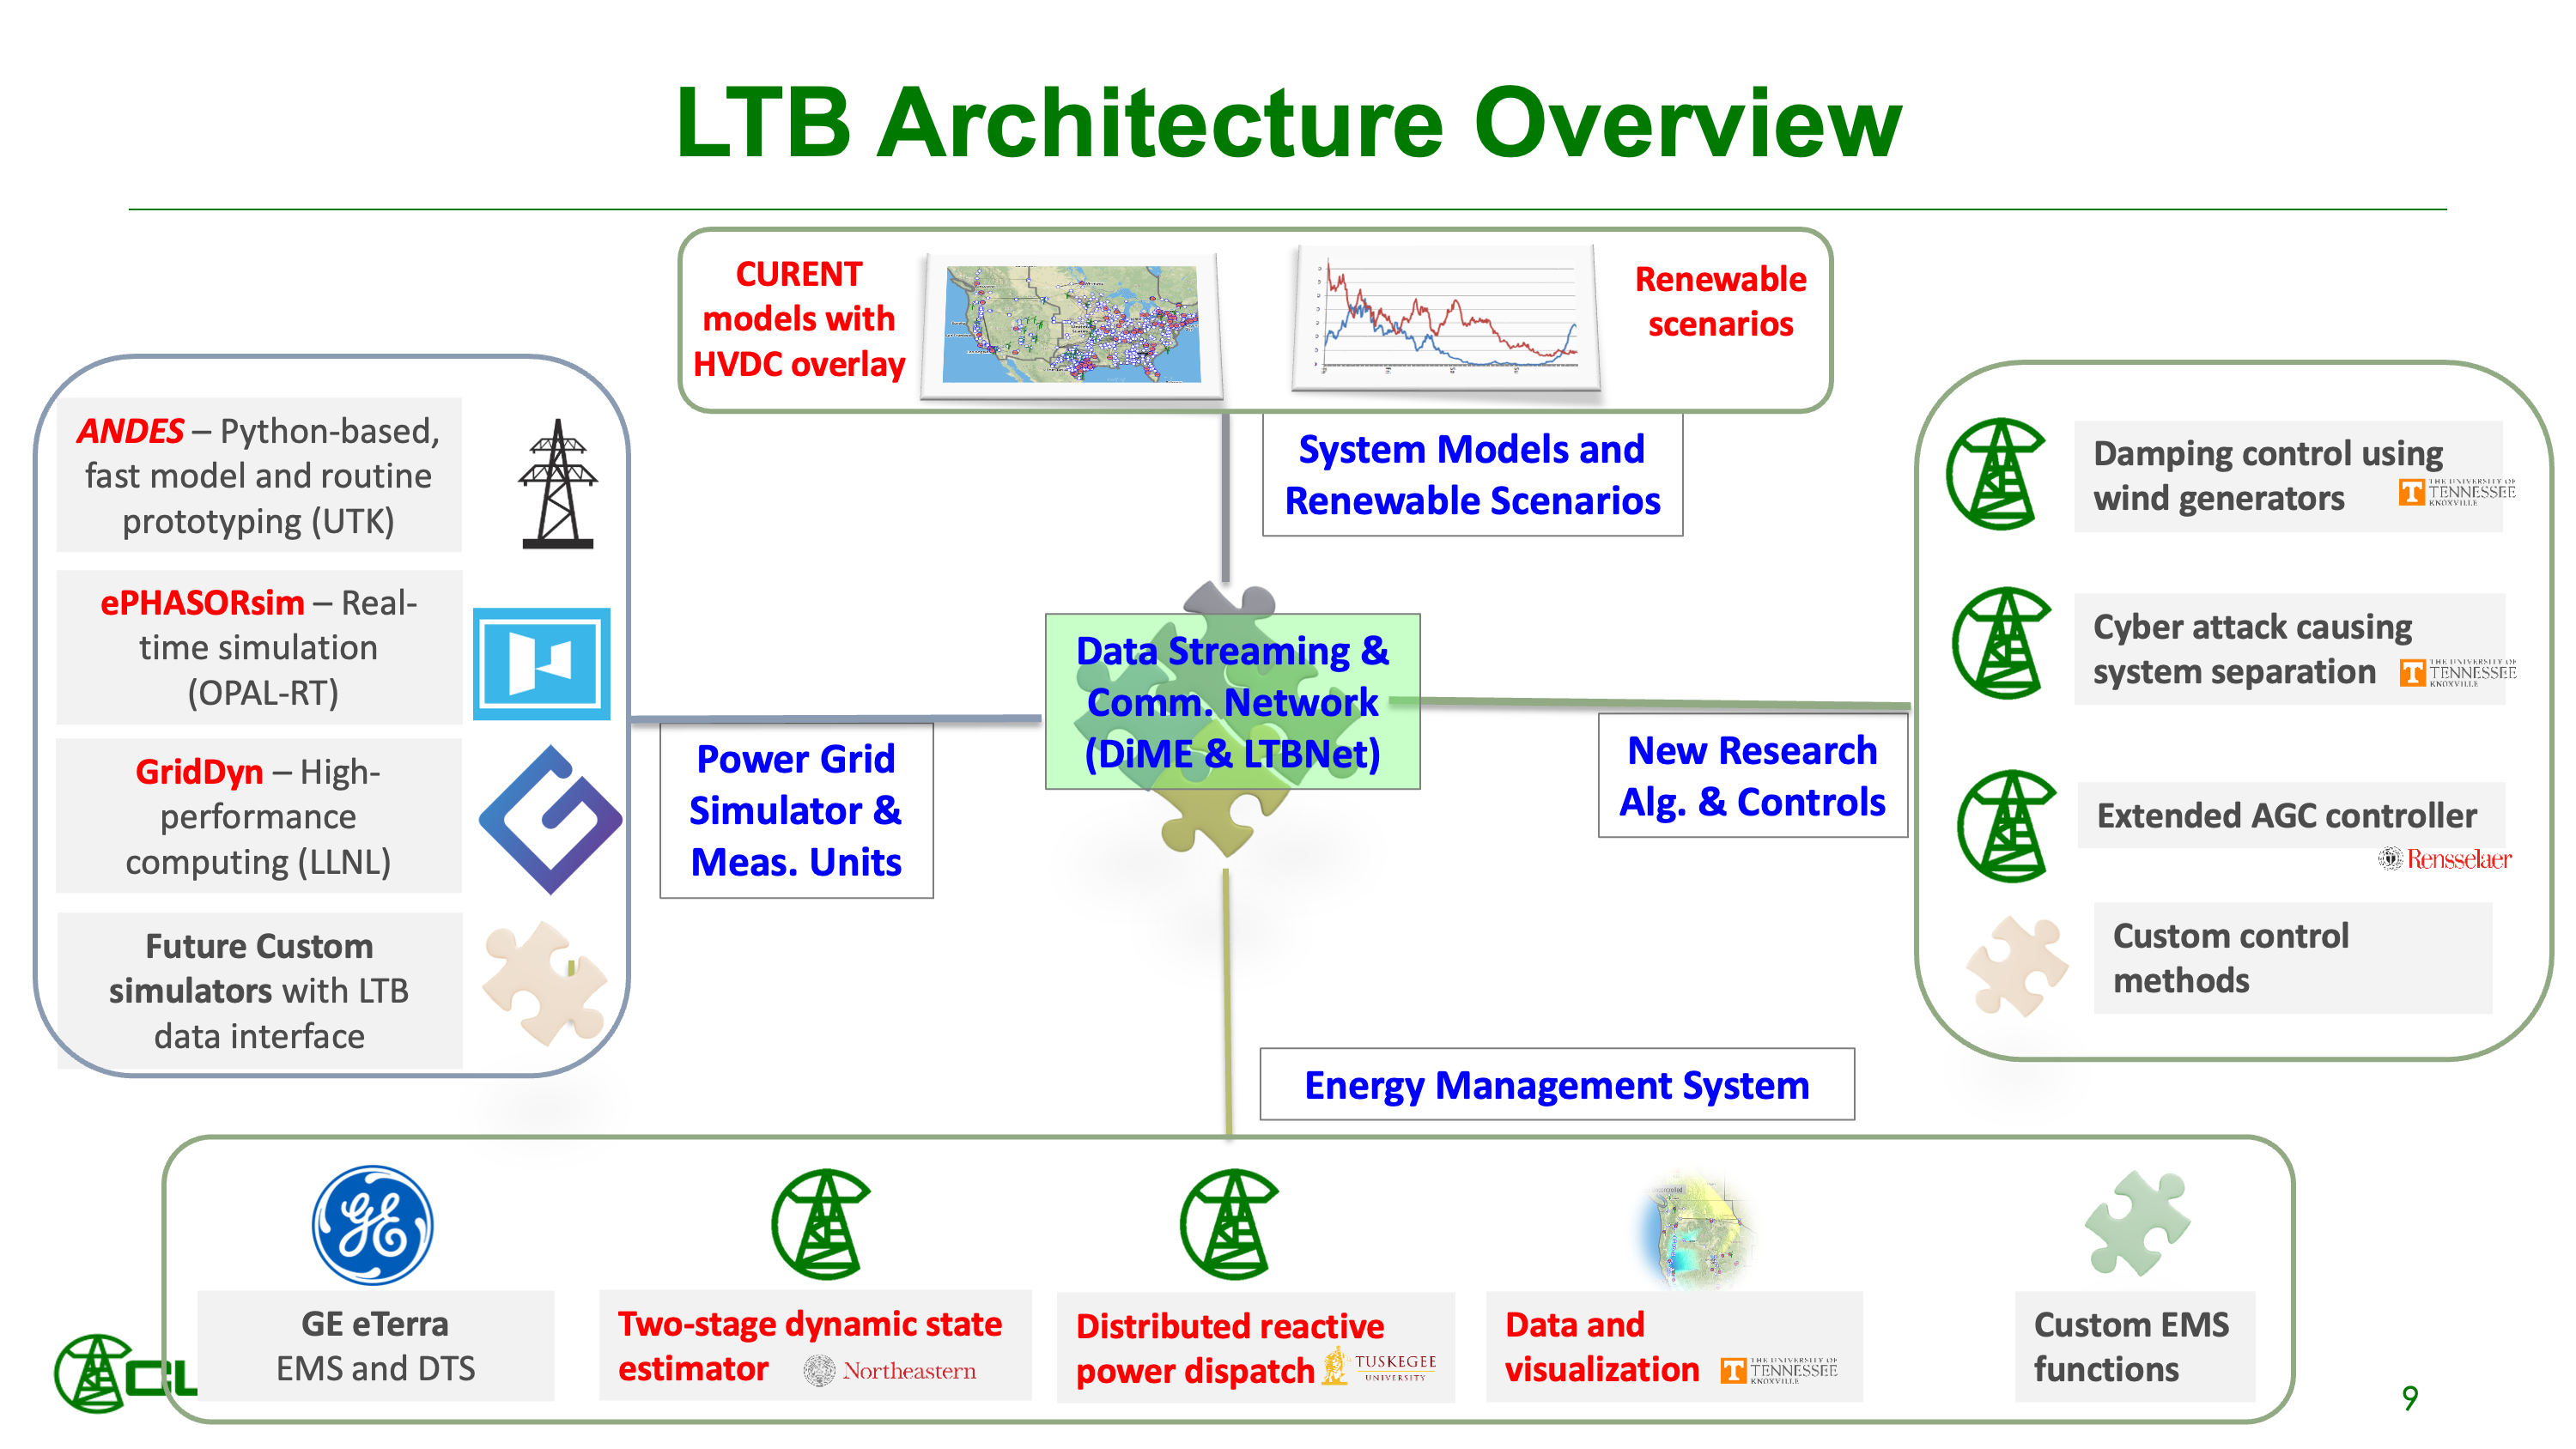 LTB Architecture Overview
CURENT
models with
HVDC overlay
Renewable
scenarios
System Models and
Renewable Scenarios
ANDES – Python-based,
fast model and routine
prototyping (UTK)
ePHASORsim – Real-
time simulation
(OPAL-RT)
GridDyn – High-
performance
computing (LLNL)
Future Custom
simulators with LTB
data interface
Power Grid
Simulator &
Meas. Units
Data Streaming &
Comm. Network
(DiME & LTBNet)
New Research
Alg. & Controls
Damping control using
wind generators
THE UNIVERSITY OF
TENNESSEE
KNOXVILLE
Cyber attack causing
system separation
THE UNIVERSITY OF
TENNESSEE
KNOXVILLE
Extended AGC controller
Rensselaer
Custom control
methods
Energy Management System
GE
GE eTerra
EMS and DTS
Two-stage dynamic state
estimator
Northeastern
Distributed reactive
power dispatch
TUSKEGEE
UNIVERSITY
Data and
visualization
THE UNIVERSITY OF
TENNESSEE
KNOXVILLE
Custom EMS
functions
9